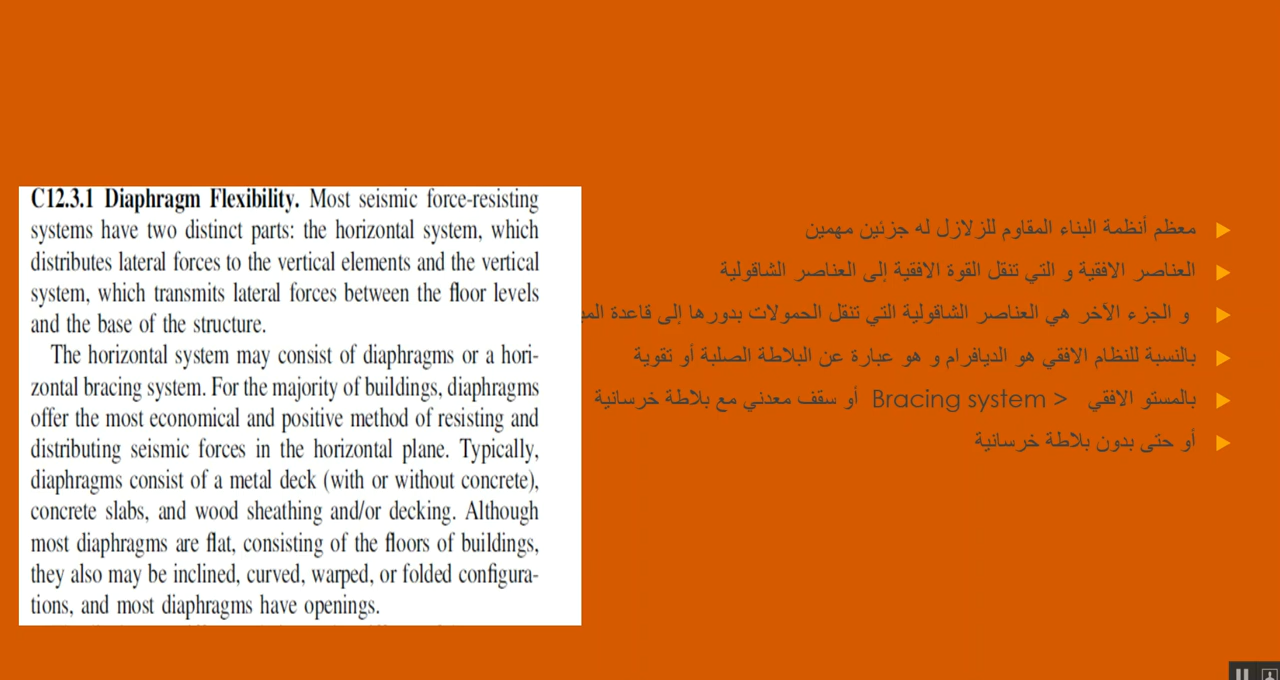 C12.3.1 Diaphragm Flexibility. Most seismic force-resisting
systems have two distinct parts: the horizontal system, which
distributes lateral forces to the vertical elements and the vertical
system, which transmits lateral forces between the floor levels
and the base of the structure.
The horizontal system may consist of diaphragms or a hori-
zontal bracing system. For the majority of buildings, diaphragms
offer the most economical and positive method of resisting and
distributing seismic forces in the horizontal plane. Typically,
diaphragms consist of a metal deck (with or without concrete),
concrete slabs, and wood sheathing and/or decking. Although
most diaphragms are flat, consisting of the floors of buildings,
they also may be inclined, curved, warped, or folded configura-
tions, and most diaphragms have openings.
معظم أنظمة البناء المقاوم للزلازل له جزئين مهمين
العناصر الافقية و التي تنقل القوة الافقية إلى العناصر الشاقولية
و الجزء الآخر هي العناصر الشاقولية التي تنقل الحمولات بدورها إلى قاعدة
بالنسبة للنظام الافقي هو الديافرام و هو عبارة عن البلاطة الصلبة أو تقوية
بالمستو الافقي < Bracing system أو سقف معدني مع بلاطة خرسانية
أو حتى بدون بلاطة خرسانية